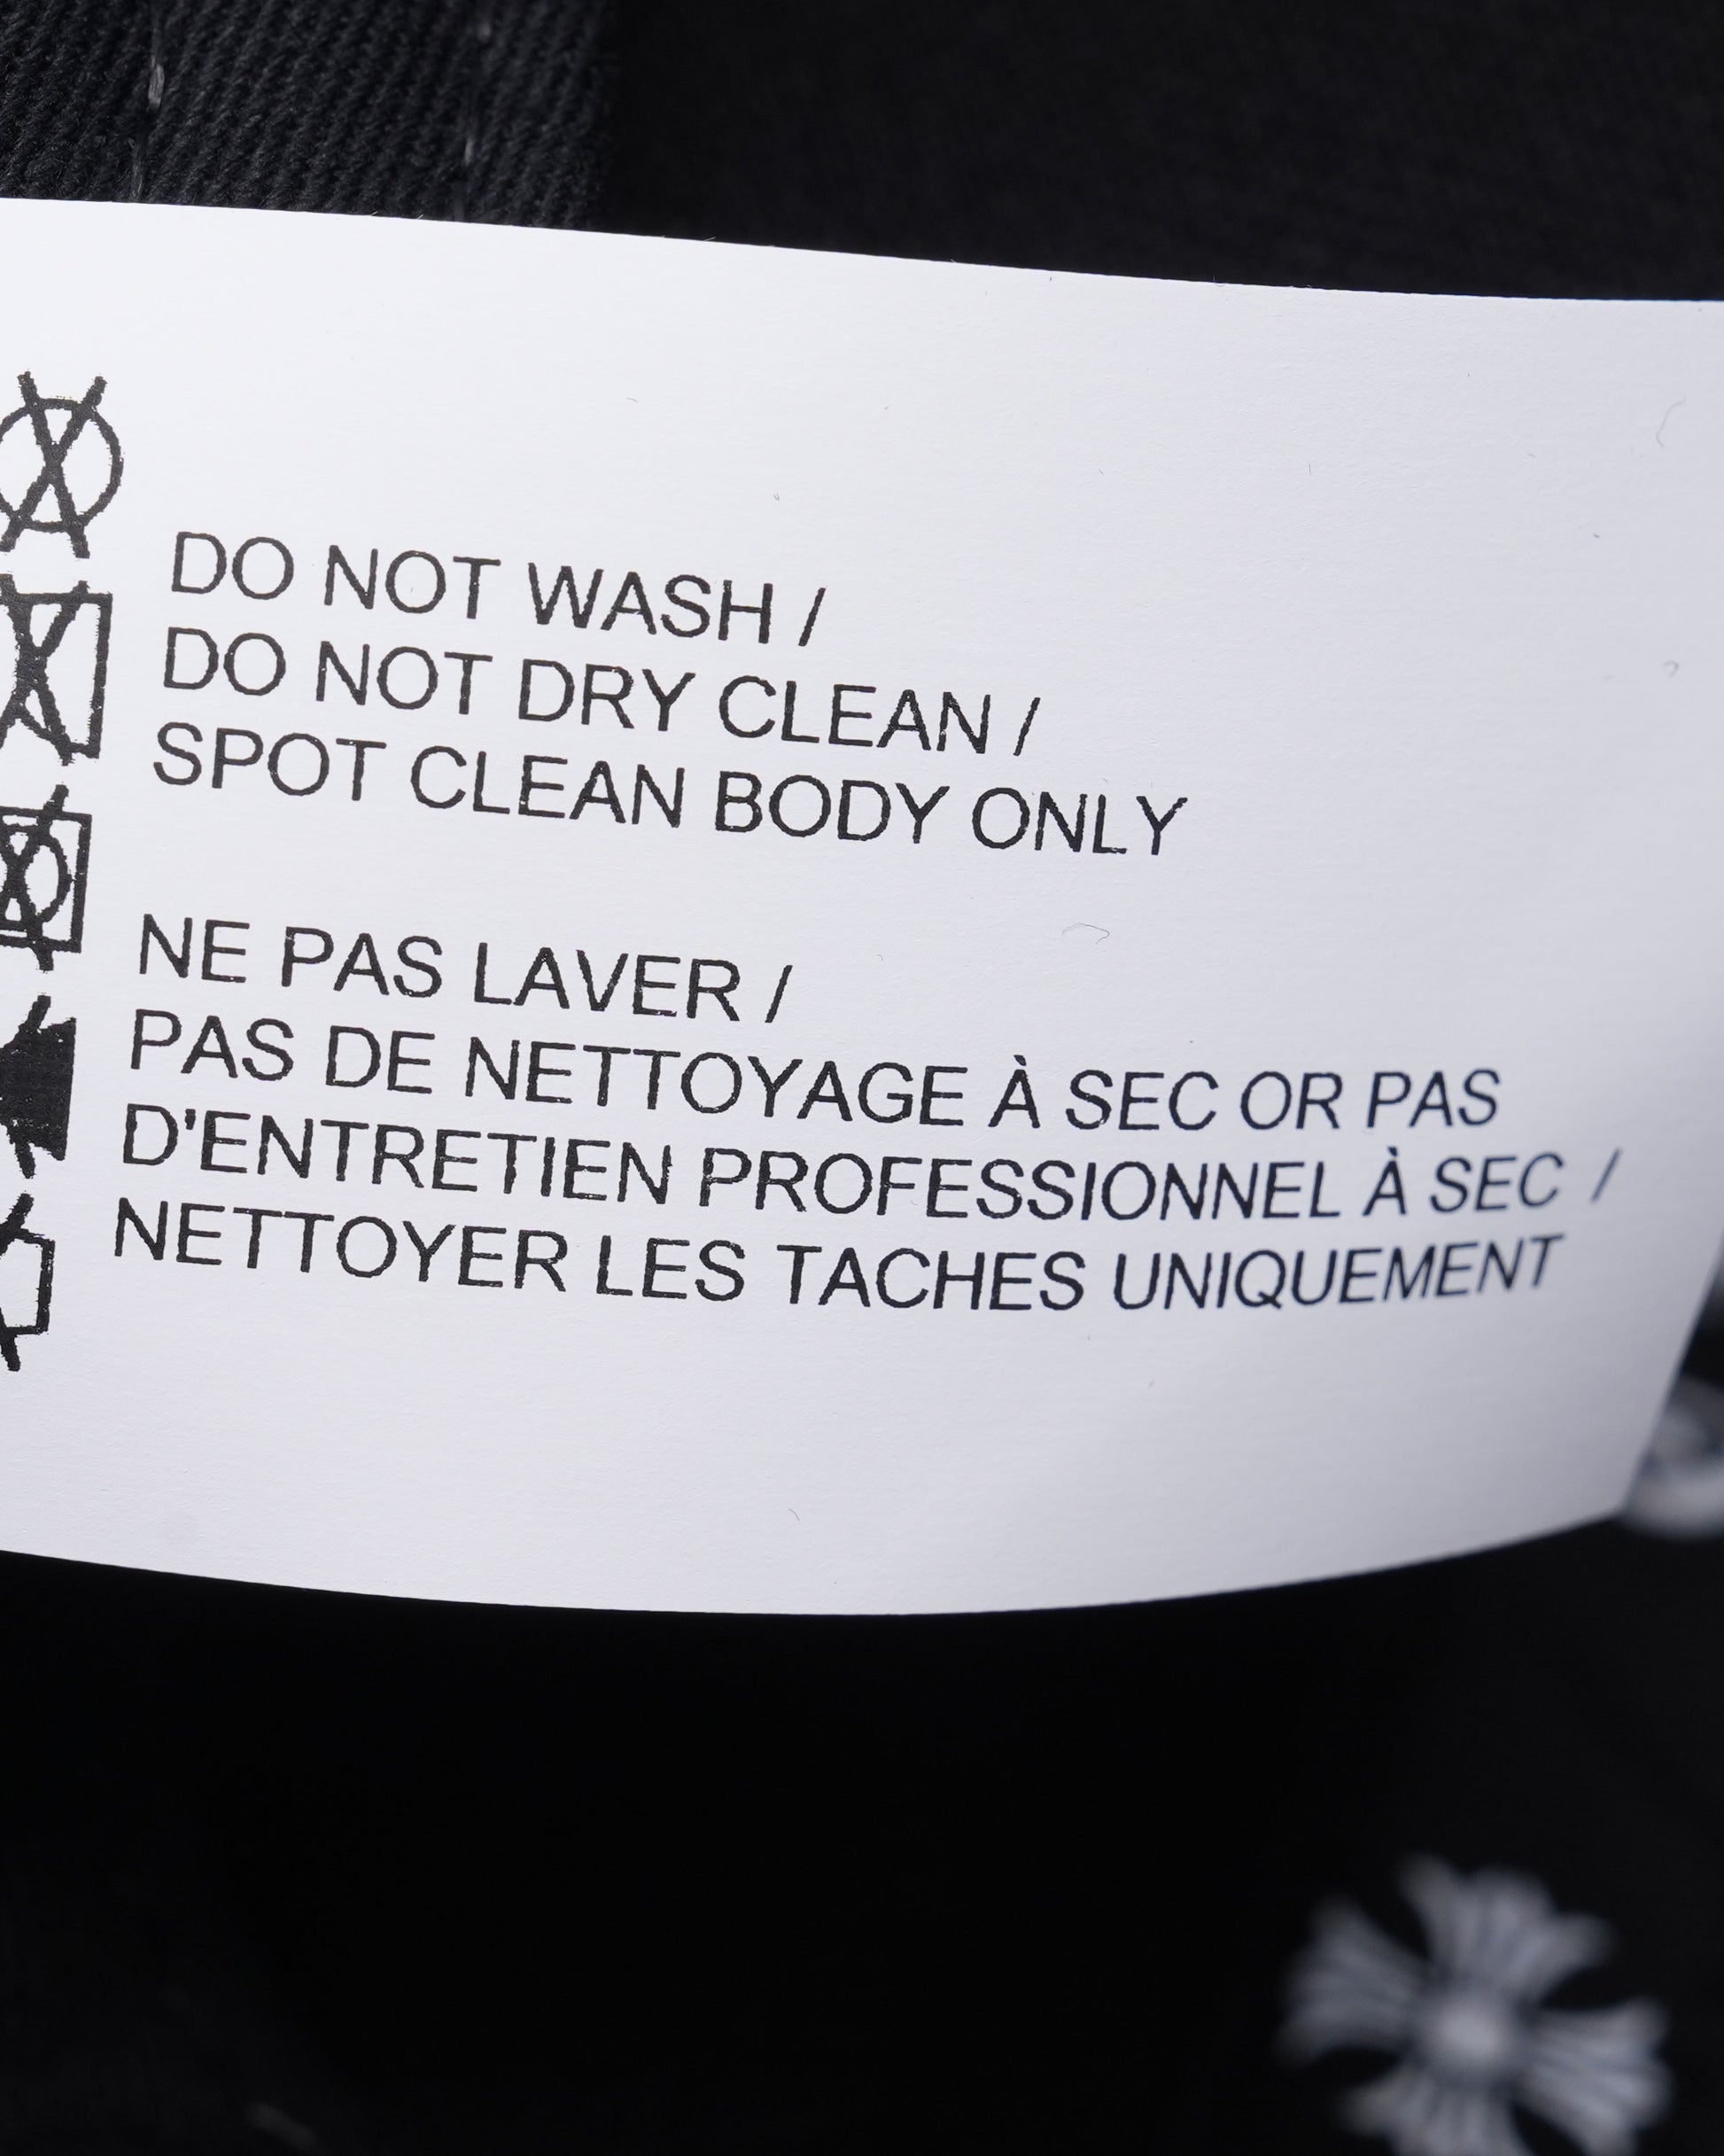 DO NOT WASH /
DO NOT DRY CLEAN /
SPOT CLEAN BODY ONLY
NE PAS LAVER /
PAS DE NETTOYAGE À SEC OR PAS
D'ENTRETIEN PROFESSIONNEL À SEC /
NETTOYER LES TACHES UNIQUEMENT